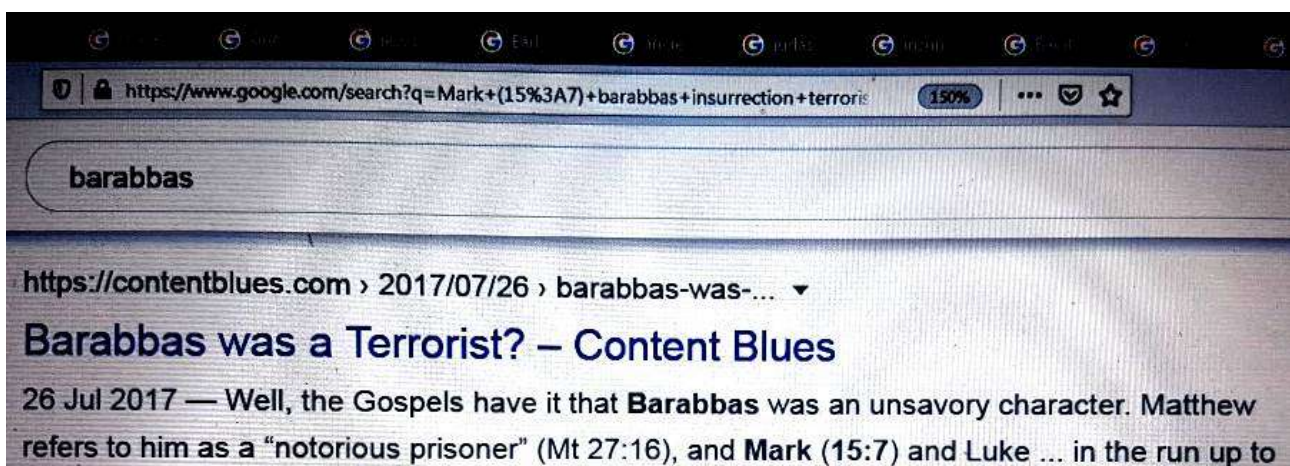 https://www.google.com/search?q=Mark+(15%3A7)+barabbas+insurrection+terroris 150%
barabbas
https://contentblues.com › 2017/07/26 › barabbas-was-...
Barabbas was a Terrorist? – Content Blues
26 Jul 2017 — Well, the Gospels have it that Barabbas was an unsavory character. Matthew
refers to him as a “notorious prisoner” (Mt 27:16), and Mark (15:7) and Luke ... in the run up to